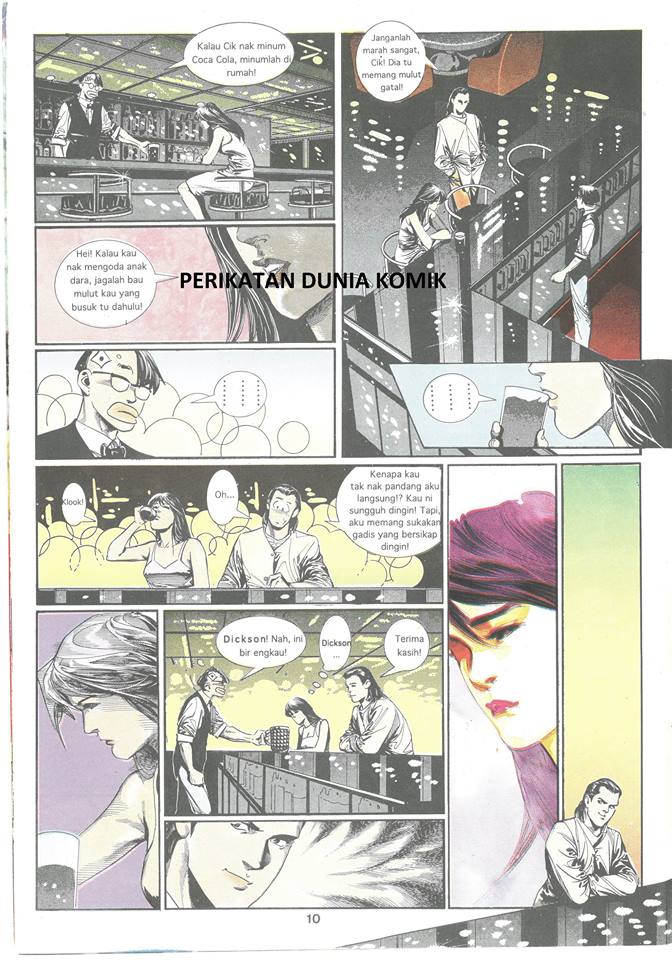 Kalau Cik nak minum
Coca Cola, minumlah di
rumah!
Janganlah
marah sangat,
Cik! Dia tu
memang mulut
gatal!
Hei! Kalau kau
nak mengoda anak
dara, jagalah bau
mulut kau yang
busuk tu dahulu!
PERIKATAN DUNIA KOMIK
Klook!
Oh...
Kenapa kau
tak nak pandang aku
langsung!? Kau ni
sungguh dingin! Tapi,
aku memang sukakan
gadis yang bersikap
dingin!
Dickson! Nah, ini
bir engkau!
Dickson
...
Terima
kasih!
10